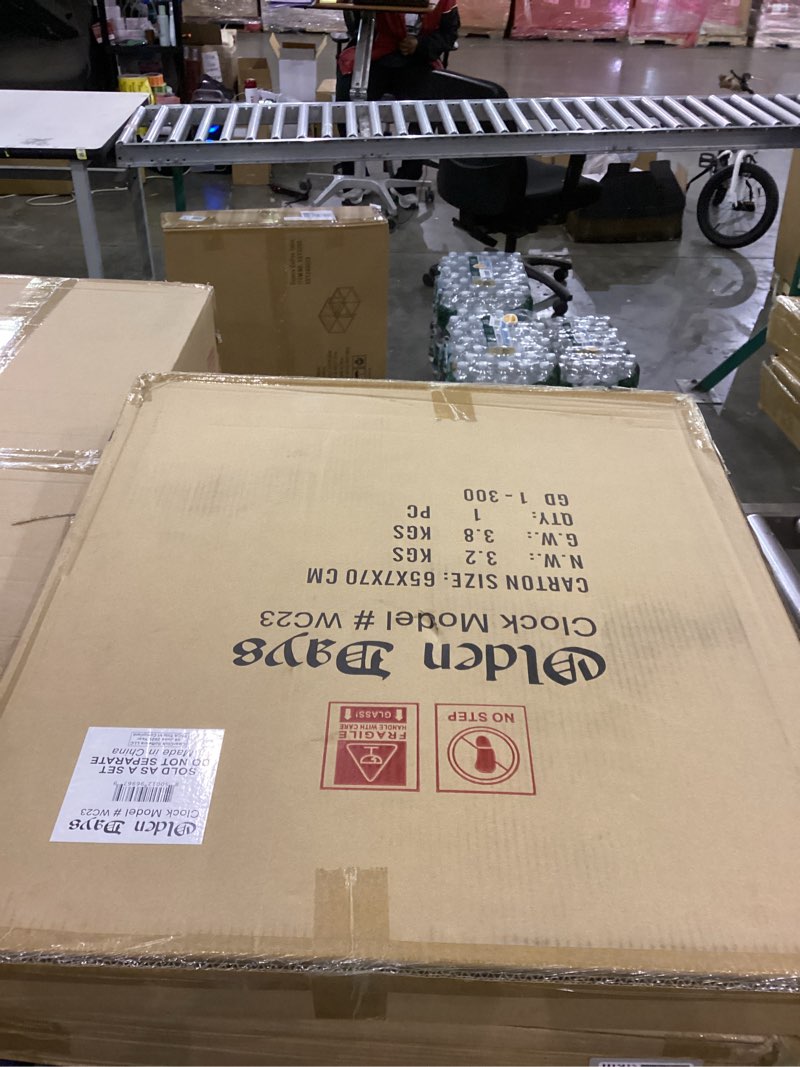 NO STEP
FRAGILE
HANDLE WITH CARE
GLASS!
Olden Days
Clock Model # WC23
CARTON SIZE: 65X7X70 CM
N.W.: 3.2 KGS
G.W.: 3.8 KGS
QTY: 1 PC
GD 1-300
Olden Days
Clock Model # WC23
SOLD AS A SET
DO NOT SEPARATE
Made in China